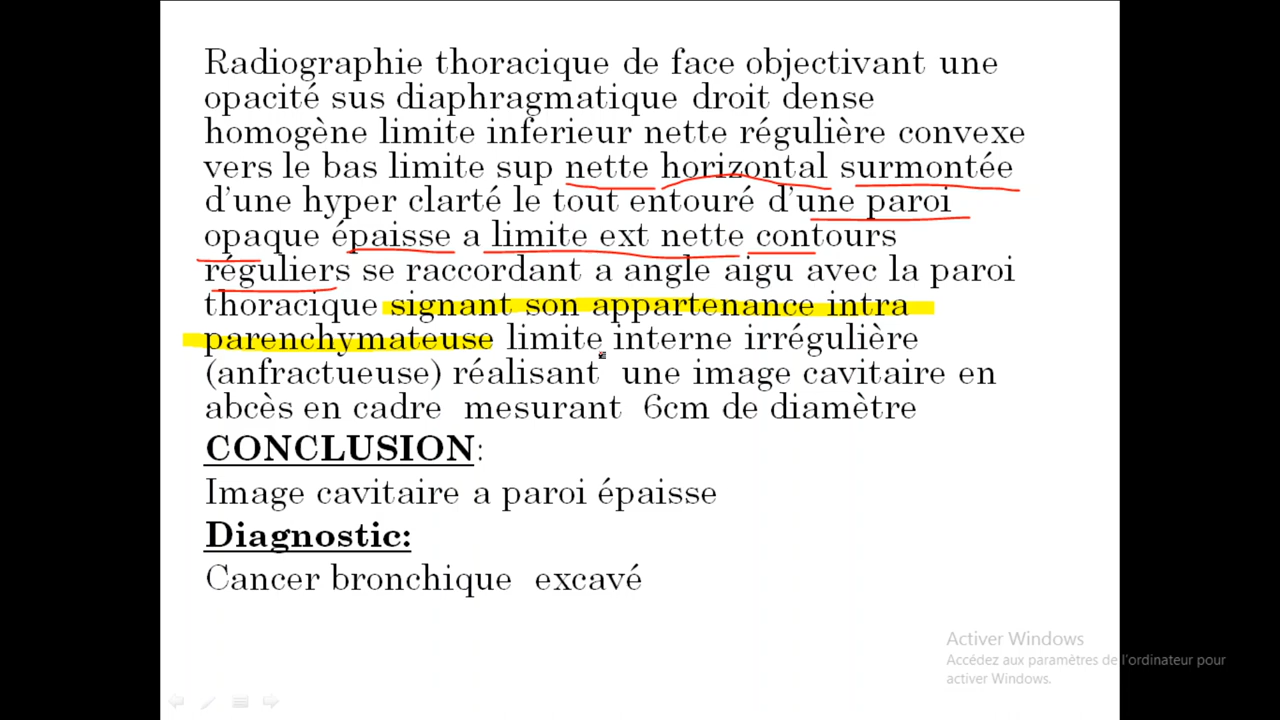 Radiographie thoracique de face objectivant une
opacité sus diaphragmatique droit dense
homogène limite inferieur nette régulière convexe
vers le bas limite sup nette horizontal surmontée
d'une hyper clarté le tout entouré d'une paroi
opaque épaisse a limite ext nette contours
réguliers se raccordant a angle aigu avec la paroi
thoracique signant son appartenance intra
parenchymateuse limite interne irrégulière
(anfractueuse) réalisant une image cavitaire en
abcès en cadre mesurant 6cm de diamètre
CONCLUSION:
Image cavitaire a paroi épaisse
Diagnostic:
Cancer bronchique excavé
Activer Windows
Accédez aux paramètres de l'ordinateur pour
activer Windows.